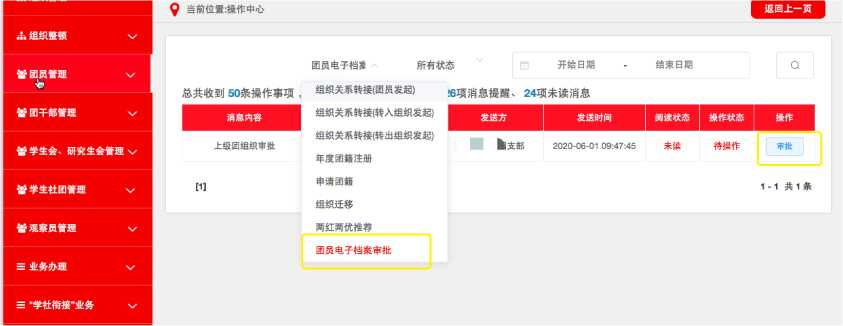 当前位置:操作中心
返回上一页
组织整顿
团员管理
团干部管理
学生会、研究生会管理
学生社团管理
观察员管理
业务办理
"学社衔接"业务
团员电子档案
所有状态
开始日期 - 结束日期
总共收到 50条操作事项
6项消息提醒、 24项未读消息
消息内容 发送方 发送时间 阅读状态 操作状态 操作
上级团组织审批 支部 2020-06-01 09:47:45 未读 待操作 审批
[1]
1 - 1 共 1 条
组织关系转接(团员发起)
组织关系转接(转入组织发起)
组织关系转接(转出组织发起)
年度团籍注册
申请团籍
组织迁移
两红两优推荐
团员电子档案审批